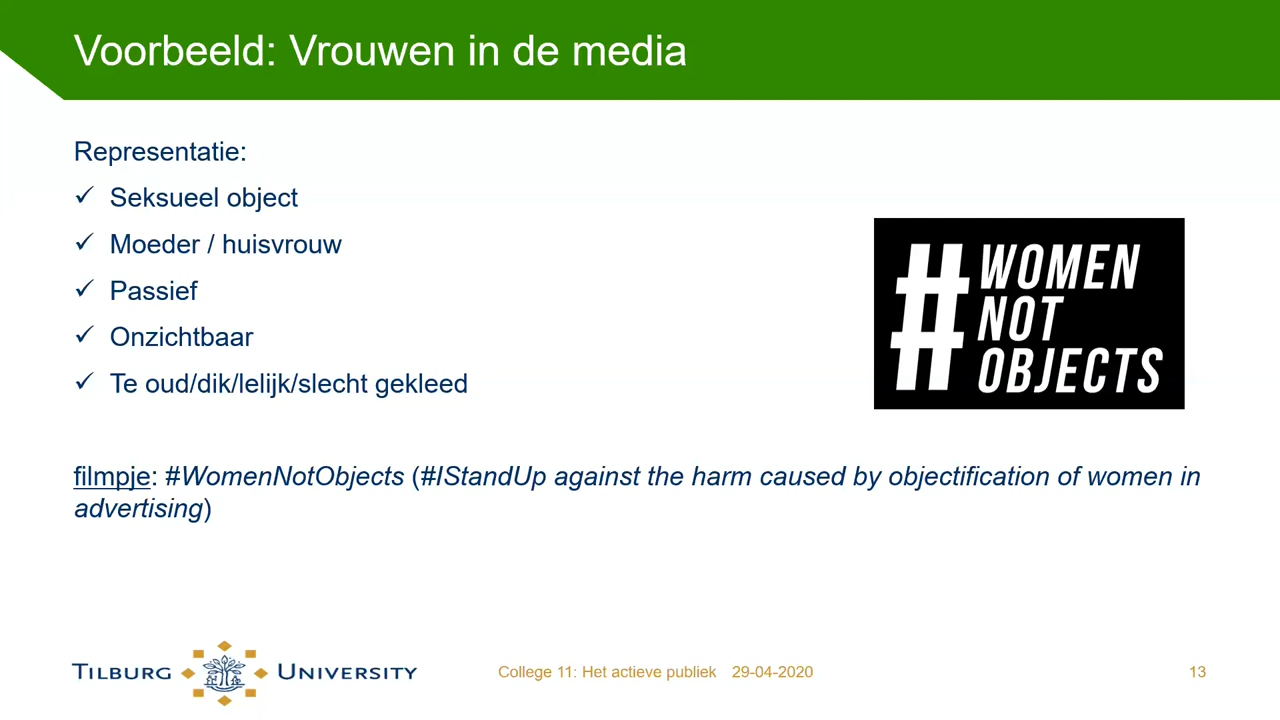 Voorbeeld: Vrouwen in de media
Representatie:
✓ Seksueel object
✓ Moeder / huisvrouw
✓ Passief
✓ Onzichtbaar
✓ Te oud/dik/lelijk/slecht gekleed
#WOMEN
NOT
OBJECTS
filmpje: #WomenNotObjects (#IStandUp against the harm caused by objectification of women in
advertising)
TILBURG UNIVERSITY
College 11: Het actieve publiek 29-04-2020
13